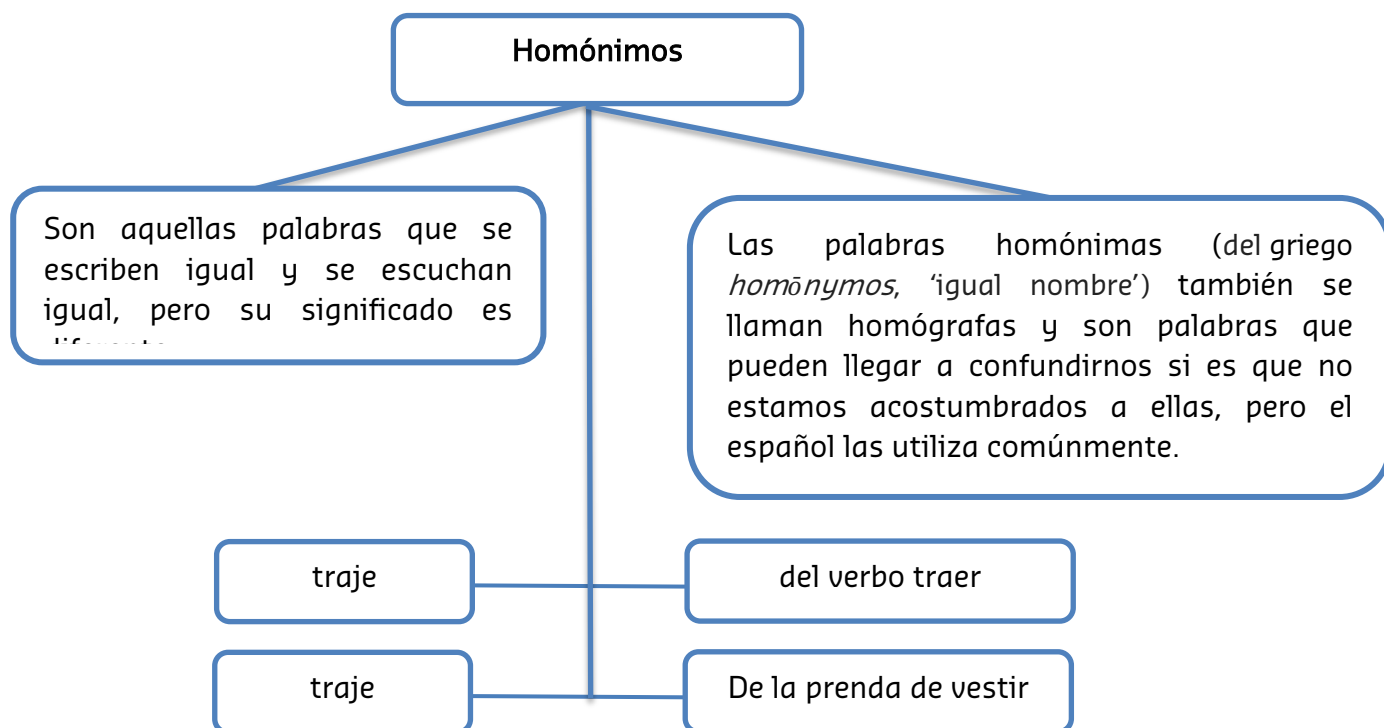 Homónimos
Son aquellas palabras que se
escriben igual y se escuchan
igual, pero su significado es
Las palabras homónimas (del griego
homōnymos, ‘igual nombre’) también se
llaman homógrafas y son palabras que
pueden llegar a confundirnos si es que no
estamos acostumbrados a ellas, pero el
español las utiliza comúnmente.
traje
del verbo traer
traje
De la prenda de vestir